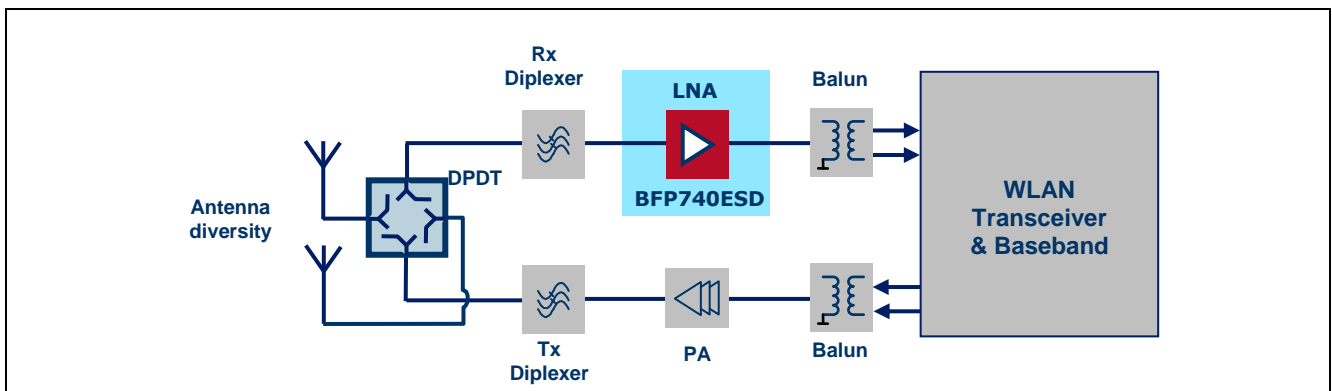 Rx
Diplexer
LNA
BFP740ESD
Balun
DPDT
Antenna
diversity
WLAN
Transceiver
& Baseband
Tx
Diplexer
PA
Balun